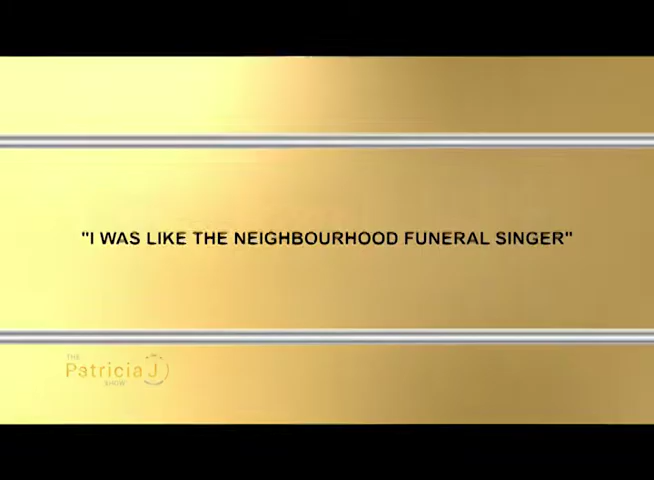 "I WAS LIKE THE NEIGHBOURHOOD FUNERAL SINGER"
THE
Patricia J
SHOW